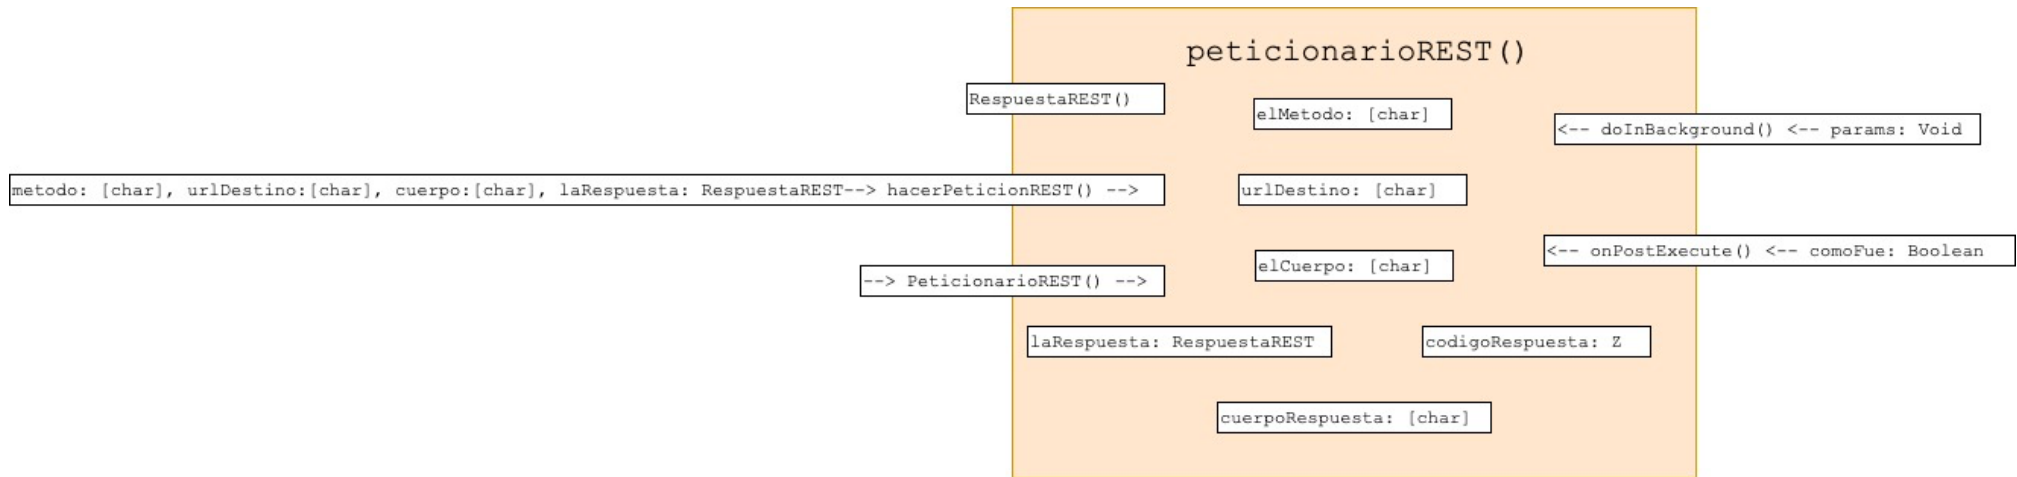 peticionarioREST()
RespuestaREST()
elMetodo: [char]
<-- doInBackground() <-- params: Void
metodo: [char], urlDestino:[char], cuerpo:[char], laRespuesta: RespuestaREST--> hacerPeticionREST() -->
urlDestino: [char]
<-- onPostExecute() <-- comoFue: Boolean
elCuerpo: [char]
--> PeticionarioREST() -->
laRespuesta: RespuestaREST
codigoRespuesta: Z
cuerpoRespuesta: [char]